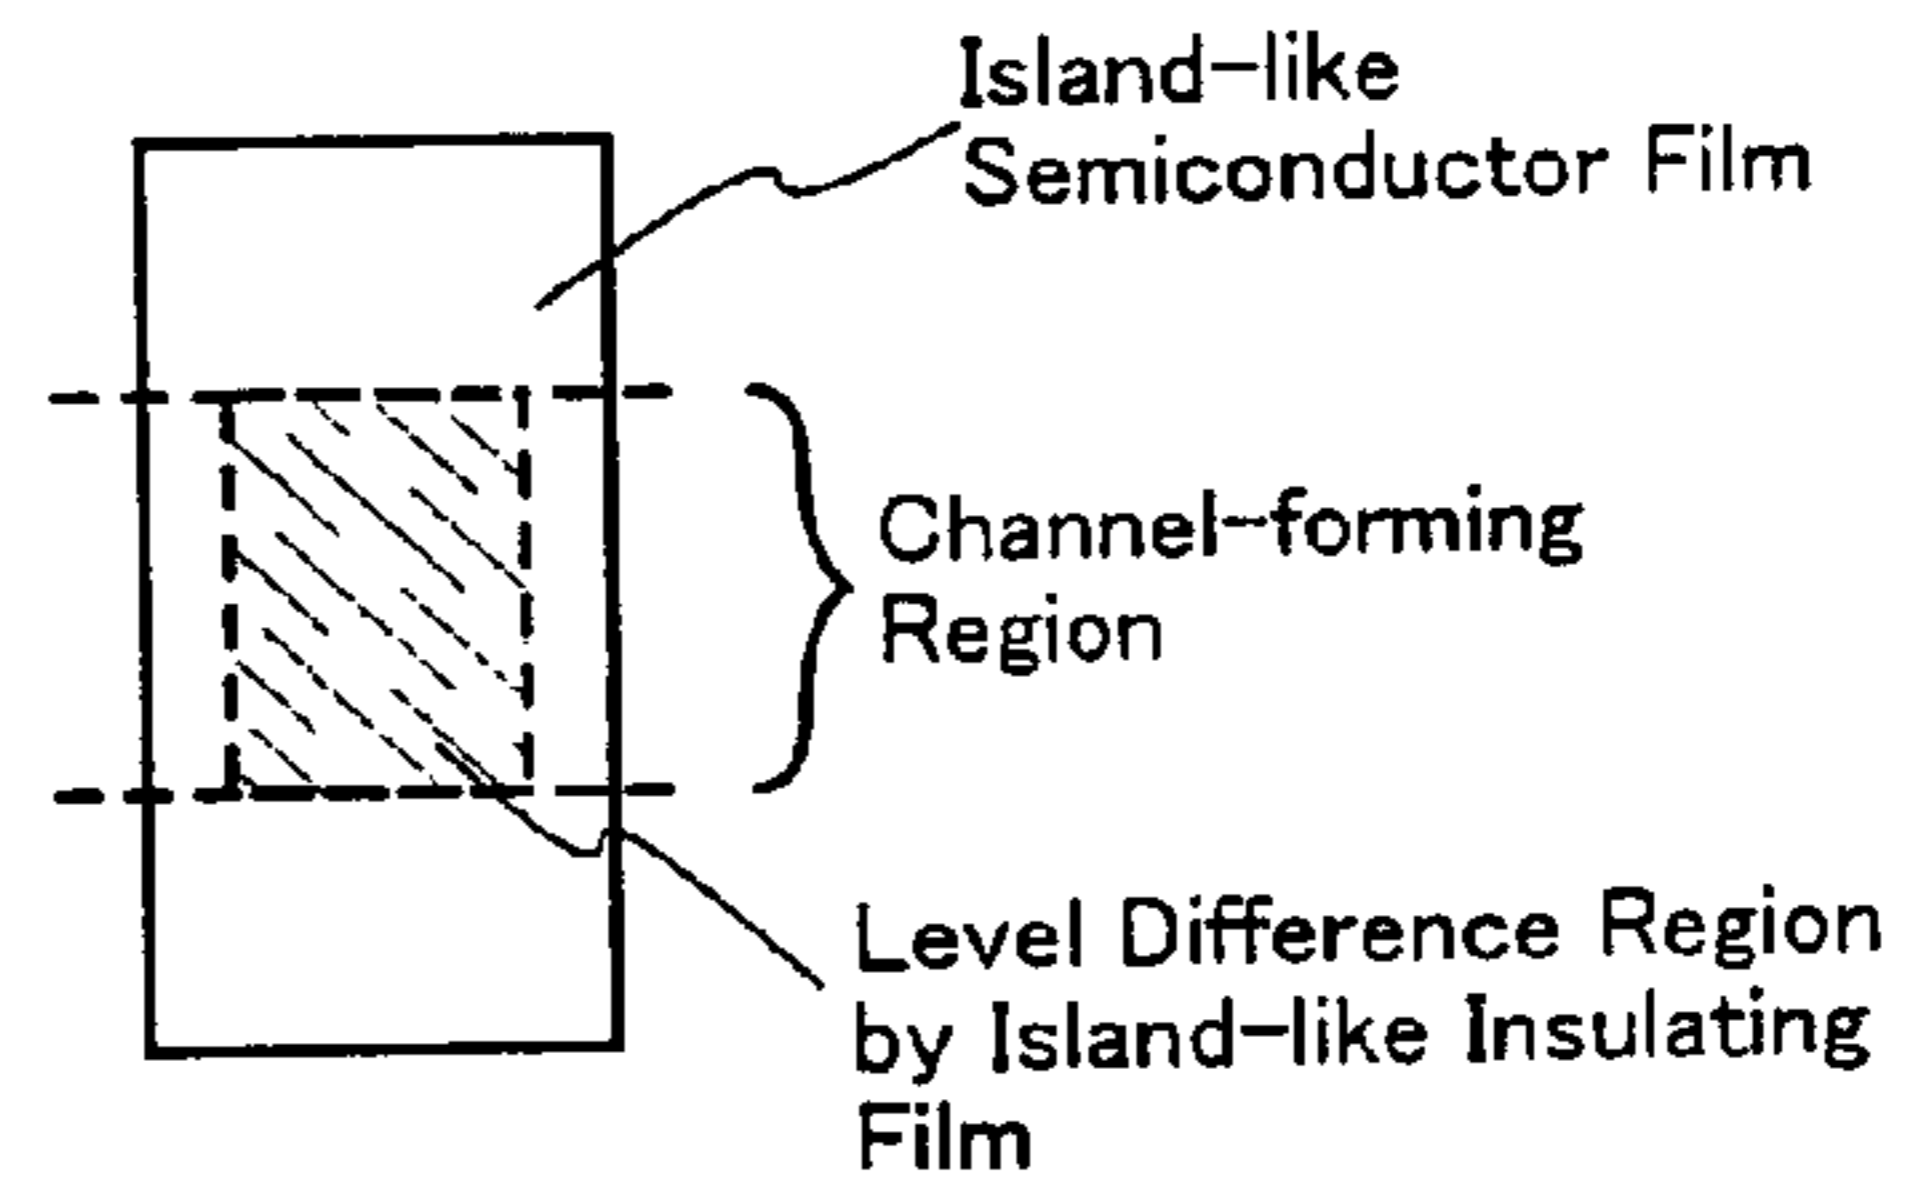 Island-like
Semiconductor Film
Channel-forming
Region
Level Difference Region
by Island-like Insulating
Film